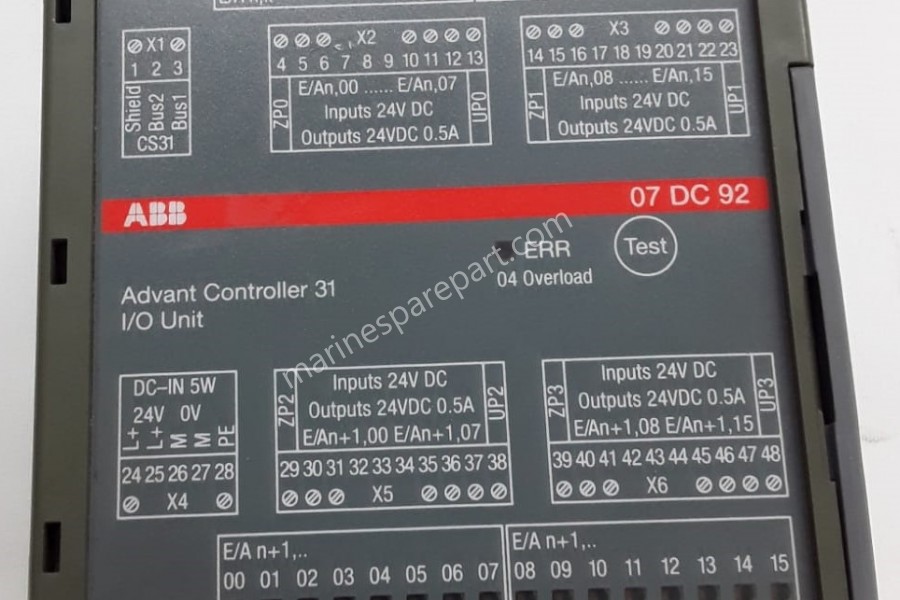 X1
1 2 3
Shield
Bus2
Bus1
CS31
X2
4 5 6 7 8 9 10 11 12 13
ZP0
E/An,00 ...... E/An,07
Inputs 24V DC
Outputs 24VDC 0.5A
UP0
X3
14 15 16 17 18 19 20 21 22 23
ZP1
E/An,08 ...... E/An,15
Inputs 24V DC
Outputs 24VDC 0.5A
UP1
ABB
07 DC 92
ERR
04 Overload
Test
Advant Controller 31
I/O Unit
marinesparepart.com
DC-IN 5W
24V 0V
L+ L+ M M PE
24 25 26 27 28
X4
ZP2
Inputs 24V DC
Outputs 24VDC 0.5A
E/An+1,00 E/An+1,07
UP2
29 30 31 32 33 34 35 36 37 38
X5
ZP3
Inputs 24V DC
Outputs 24VDC 0.5A
E/An+1,08 E/An+1,15
UP3
39 40 41 42 43 44 45 46 47 48
X6
E/A n+1,..
00 01 02 03 04 05 06 07
E/A n+1,..
08 09 10 11 12 13 14 15